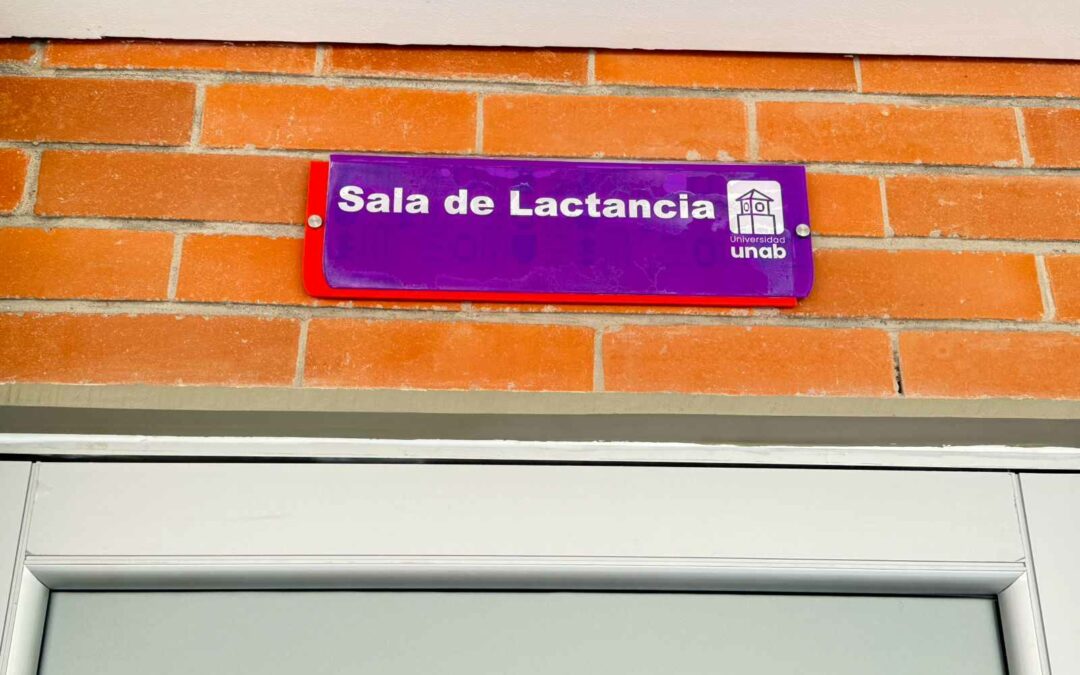 Sala de Lactancia
Universidad
unab